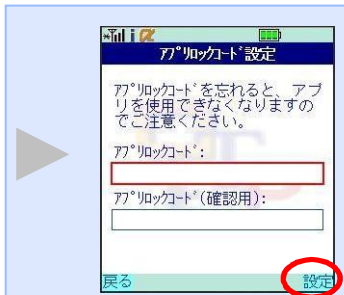 i
ｱﾌﾟﾘﾛｯｸｺｰﾄﾞ設定
ｱﾌﾟﾘﾛｯｸｺｰﾄﾞを忘れると、アプ
リを使用できなくなりますの
でご注意ください。
ｱﾌﾟﾘﾛｯｸｺｰﾄﾞ:
ｱﾌﾟﾘﾛｯｸｺｰﾄﾞ(確認用):
戻る 設定